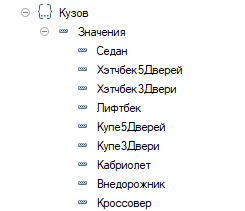 Кузов
Значения
Седан
Хэтчбек5Дверей
Хэтчбек3Двери
Лифтбек
Купе5Дверей
Купе3Двери
Кабриолет
Внедорожник
Кроссовер